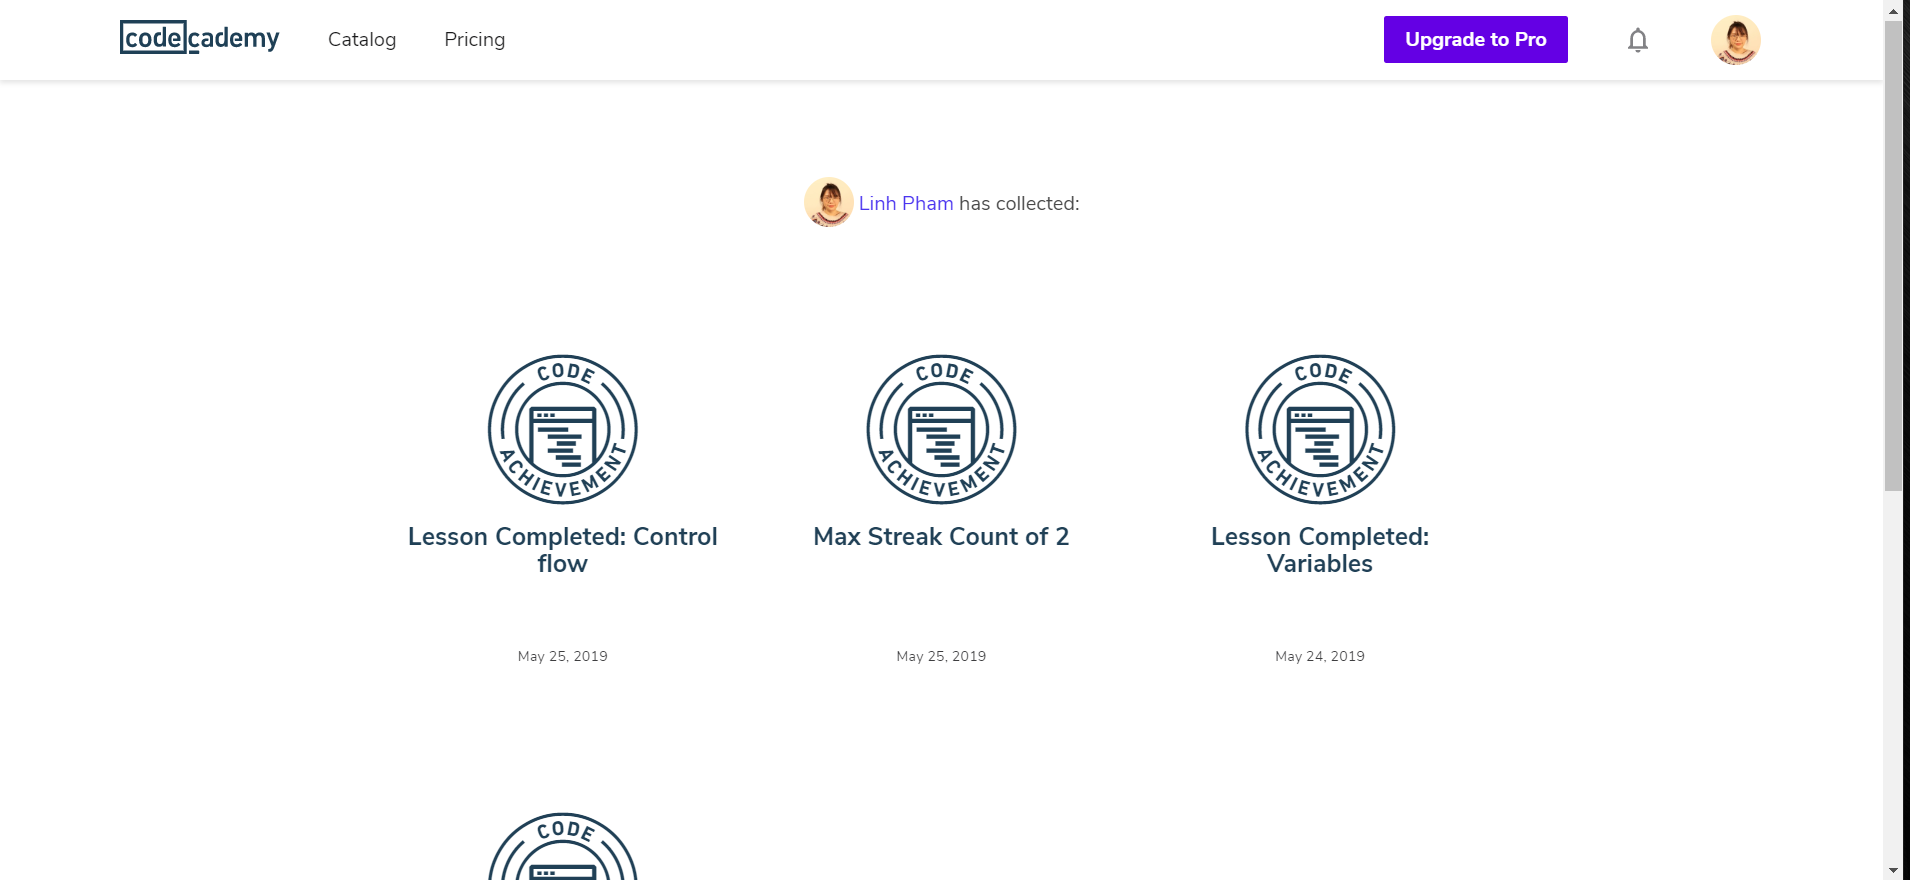 codecademy Catalog Pricing Upgrade to Pro
Linh Pham has collected:
CODE ACHIEVEMENT
CODE ACHIEVEMENT
CODE ACHIEVEMENT
Lesson Completed: Control
flow
Max Streak Count of 2
Lesson Completed:
Variables
May 25, 2019
May 25, 2019
May 24, 2019
CODE